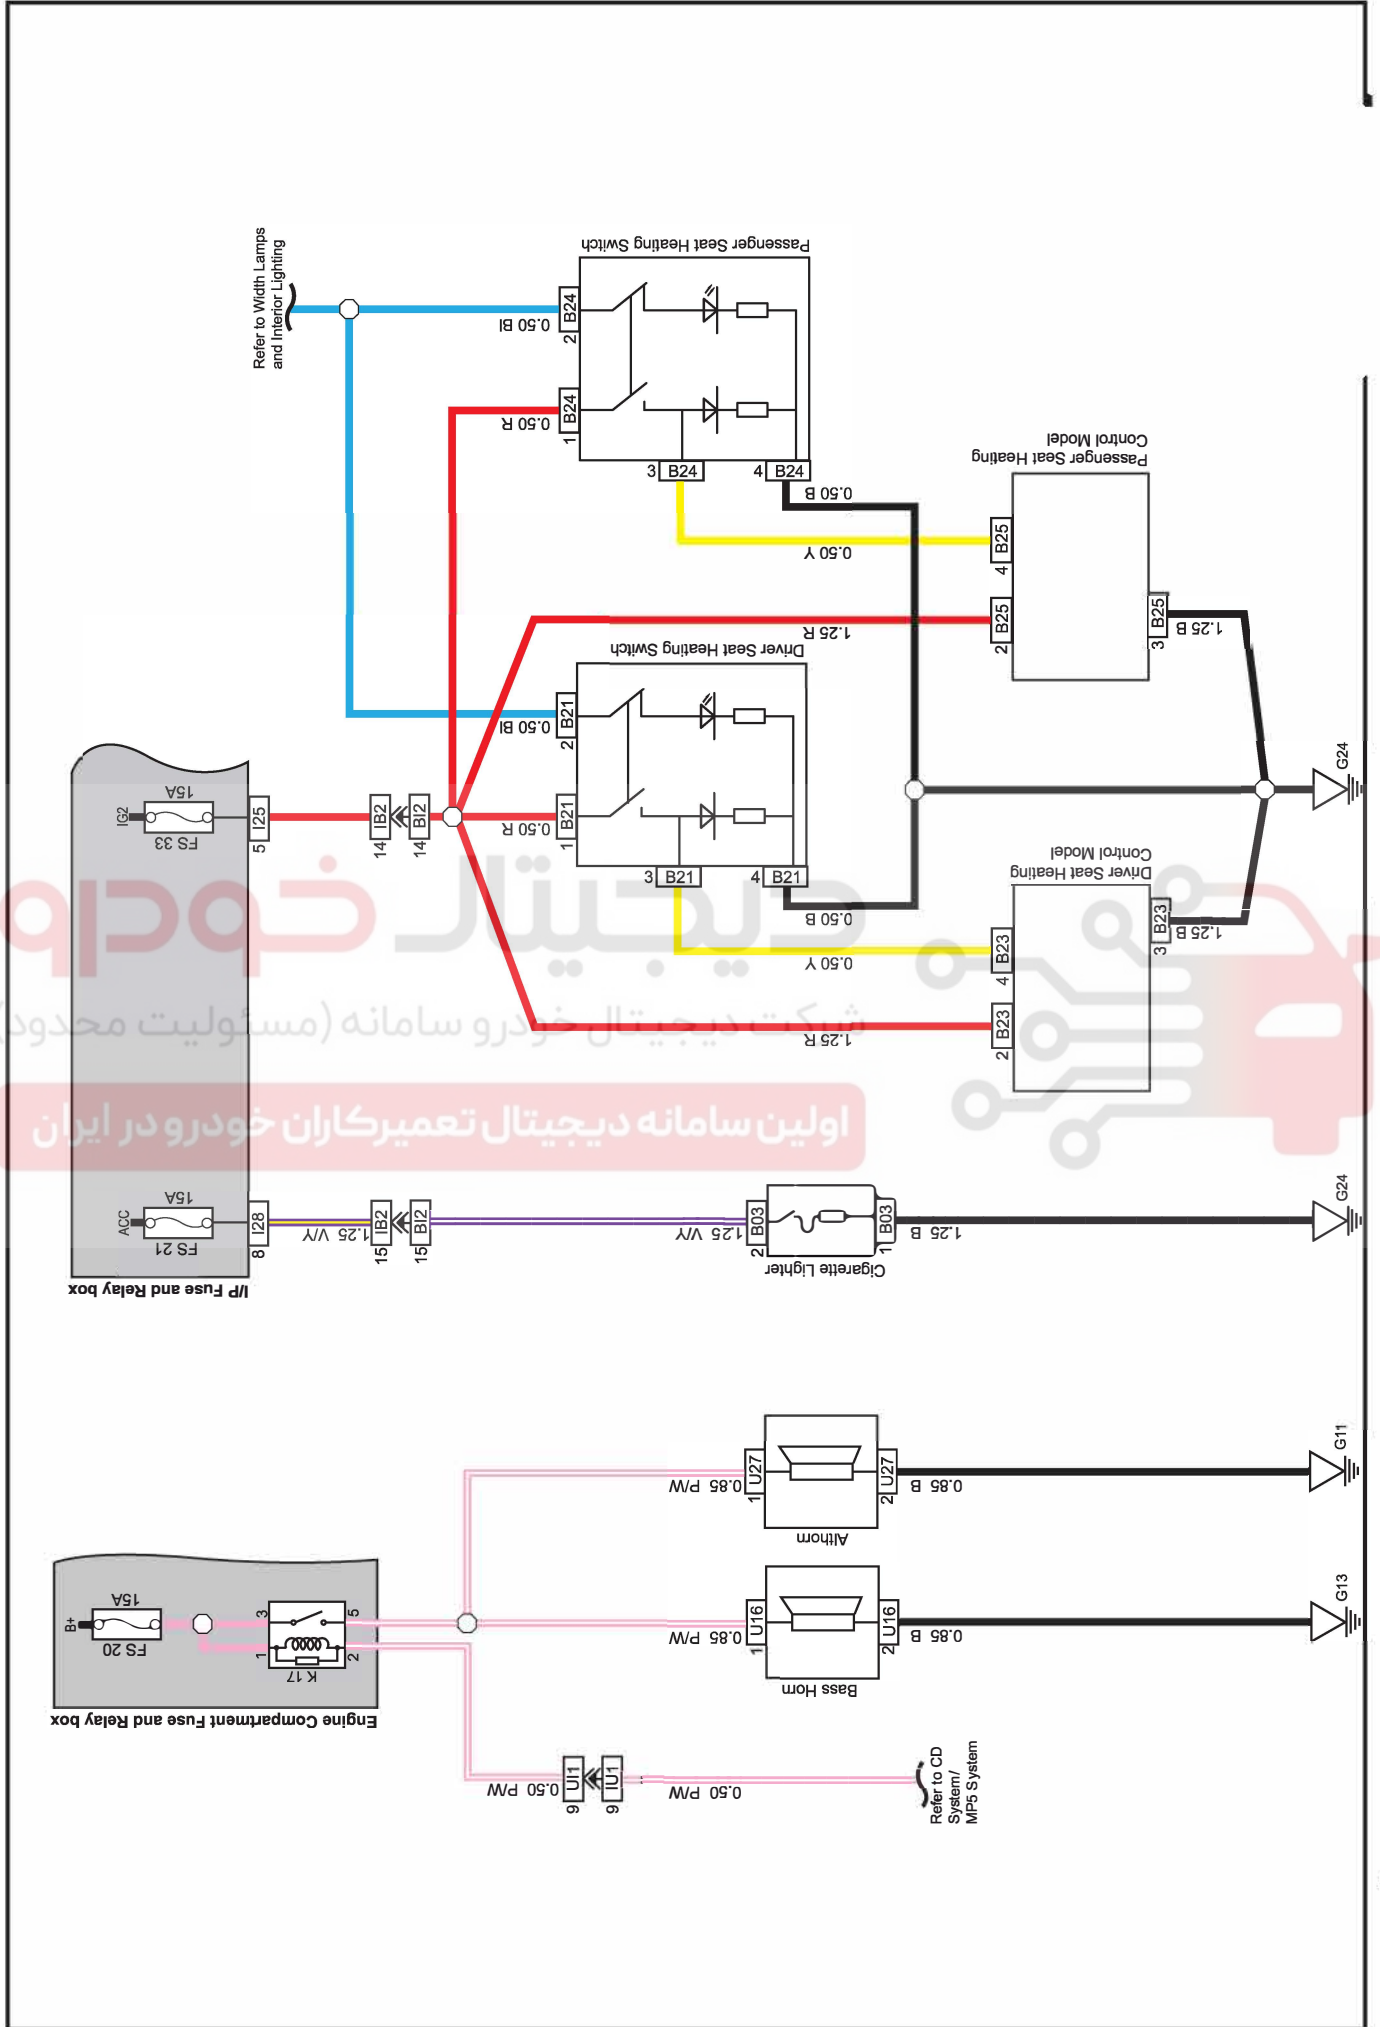 Refer to Width Lamps
and Interior Lighting
Passenger Seat Heating Switch
0.50 Bl
2
B24
0.50 R
1
B24
3
B24
4
B24
0.50 B
0.50 Y
Passenger Seat Heating
Control Model
B25
4
B25
2
1.25 R
B25
3
1.25 B
Driver Seat Heating Switch
0.50 Bl
2
B21
0.50 R
1
B21
3
B21
4
B21
0.50 B
0.50 Y
15A
IG2
FS 33
I25
5
IB2
14
BI2
14
G24
Driver Seat Heating
Control Model
B23
4
B23
2
1.25 R
B23
3
1.25 B
دیجیتال خودرو
شرکت دیجیتال خودرو سامانه (مسئولیت محدود)
اولین سامانه دیجیتال تعمیرکاران خودرو در ایران
15A
ACC
FS 21
I28
8
1.25 V/Y
IB2
15
BI2
15
1.25 V/Y
B03
2
B03
1
1.25 B
G24
Cigarette Lighter
I/P Fuse and Relay box
0.85 P/W
U27
1
U27
2
0.85 B
G11
Althorn
15A
B+
FS 20
3
5
1
2
K 17
Engine Compartment Fuse and Relay box
0.85 P/W
U16
1
U16
2
0.85 B
G13
Bass Horn
0.50 P/W
UI1
9
IU1
9
0.50 P/W
Refer to CD
System/
MP5 System